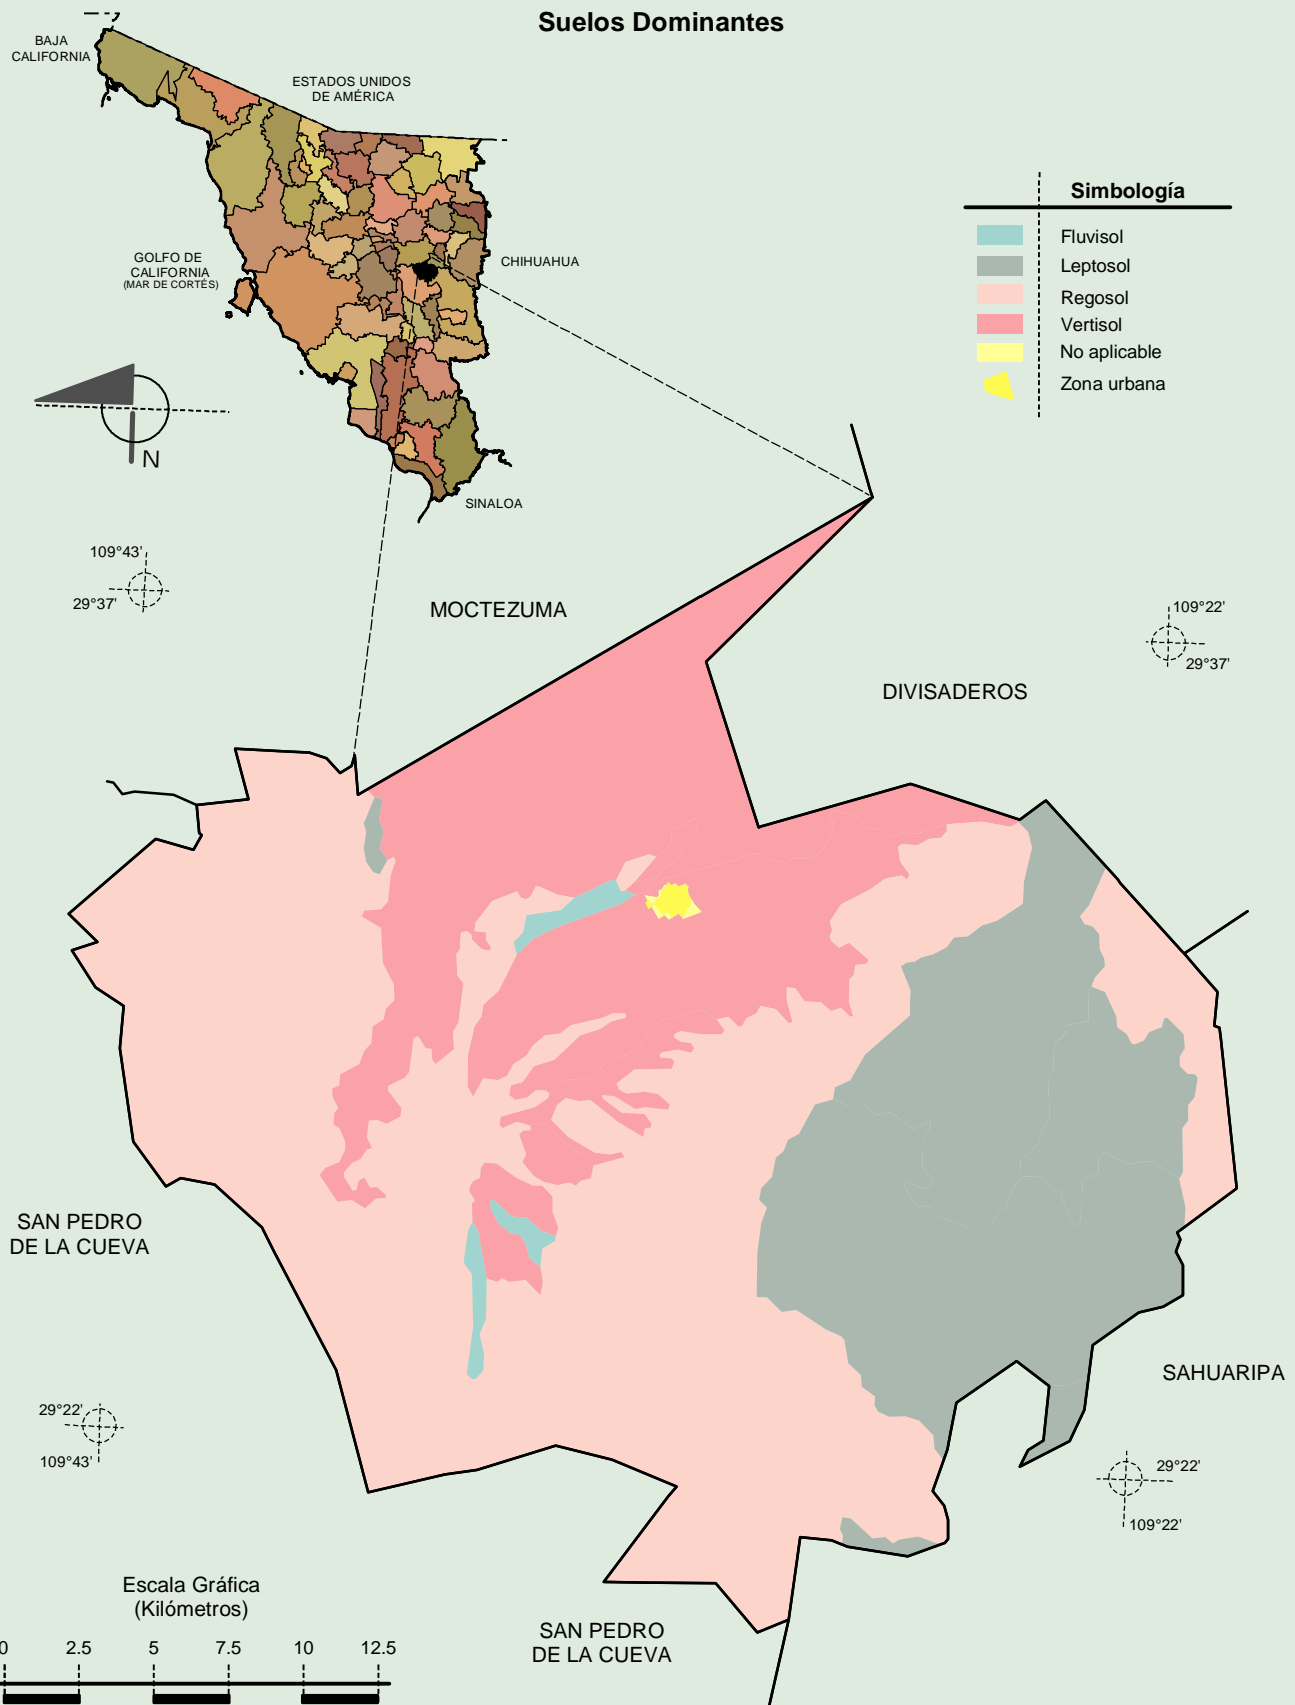 Suelos Dominantes
BAJA
CALIFORNIA
ESTADOS UNIDOS
DE AMÉRICA
GOLFO DE
CALIFORNIA
(MAR DE CORTÉS)
CHIHUAHUA
SINALOA
N
Simbología
Fluvisol
Leptosol
Regosol
Vertisol
No aplicable
Zona urbana
109°43'
29°37'
MOCTEZUMA
109°22'
29°37'
DIVISADEROS
SAN PEDRO
DE LA CUEVA
SAHUARIPA
29°22'
109°43'
29°22'
109°22'
Escala Gráfica
(Kilómetros)
0 2.5 5 7.5 10 12.5
SAN PEDRO
DE LA CUEVA